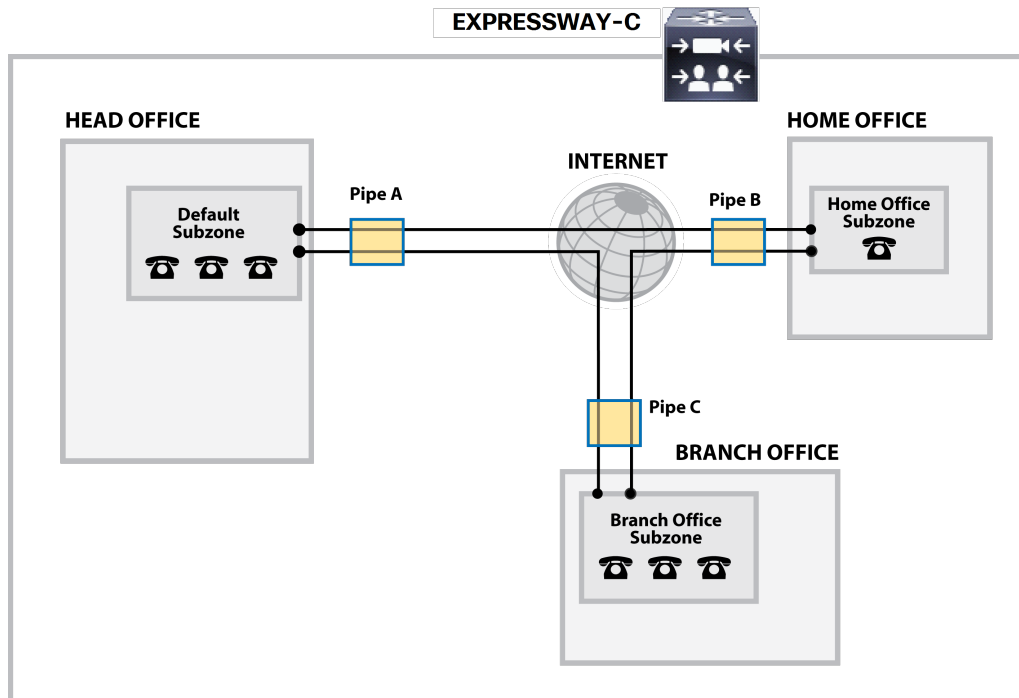 EXPRESSWAY-C
HEAD OFFICE
HOME OFFICE
INTERNET
Pipe A
Pipe B
Default
Subzone
Home Office
Subzone
Pipe C
BRANCH OFFICE
Branch Office
Subzone